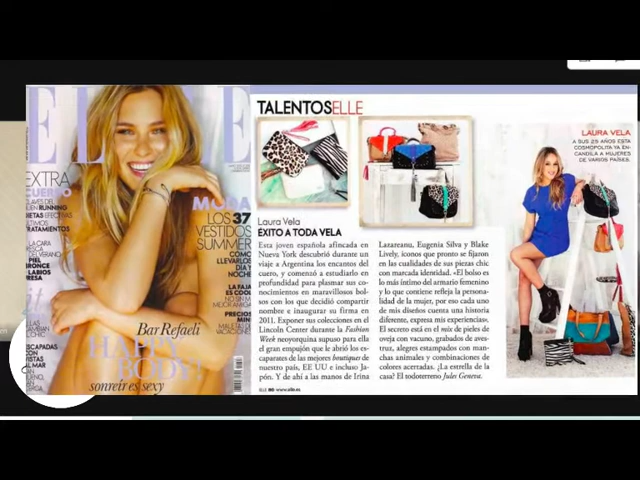 ELLE
EXTRA
CUERPO
MODA
LOS 37
VESTIDOS
SUMMER
CÓMO
LLEVARLOS
DÍA Y
NOCHE
LA FAJA
ES COOL
Bar Refaeli
HAPPY
BODY!
sonreír es sexy
TALENTOSELLE
Laura Vela
ÉXITO A TODA VELA
Esta joven española afincada en
Nueva York descubrió durante un
viaje a Argentina los encantos del
cuero, y comenzó a estudiarlo en
profundidad para plasmar sus co-
nocimientos en maravillosos bol-
sos con los que decidió compartir
nombre e inaugurar su firma en
2011. Exponer sus colecciones en el
Lincoln Center durante la Fashion
Week neoyorquina supuso para ella
el gran empujón que le abrió los es-
caparates de las mejores boutiques de
nuestro país, EE UU e incluso Ja-
pón. Y de ahí a las manos de Irina
Lazareanu, Eugenia Silva y Blake
Lively, iconos que pronto se fijaron
en las cualidades de sus piezas chic
con marcada identidad. «El bolso es
lo más íntimo del armario femenino
y lo que contiene refleja la persona-
lidad de la mujer, por eso cada uno
de mis diseños cuenta una historia
diferente, expresa mis experiencias».
El secreto está en el mix de pieles de
oveja con vacuno, grabados de aves-
truz, alegres estampados con man-
chas animales y combinaciones de
colores acertadas. ¿La estrella de la
casa? El todoterreno Jules Geneva.
LAURA VELA
A SUS 25 AÑOS ESTA
COSMOPOLITA YA EN-
CANDILA A MUJERES
DE VARIOS PAÍSES.
ELLE 80 www.elle.es